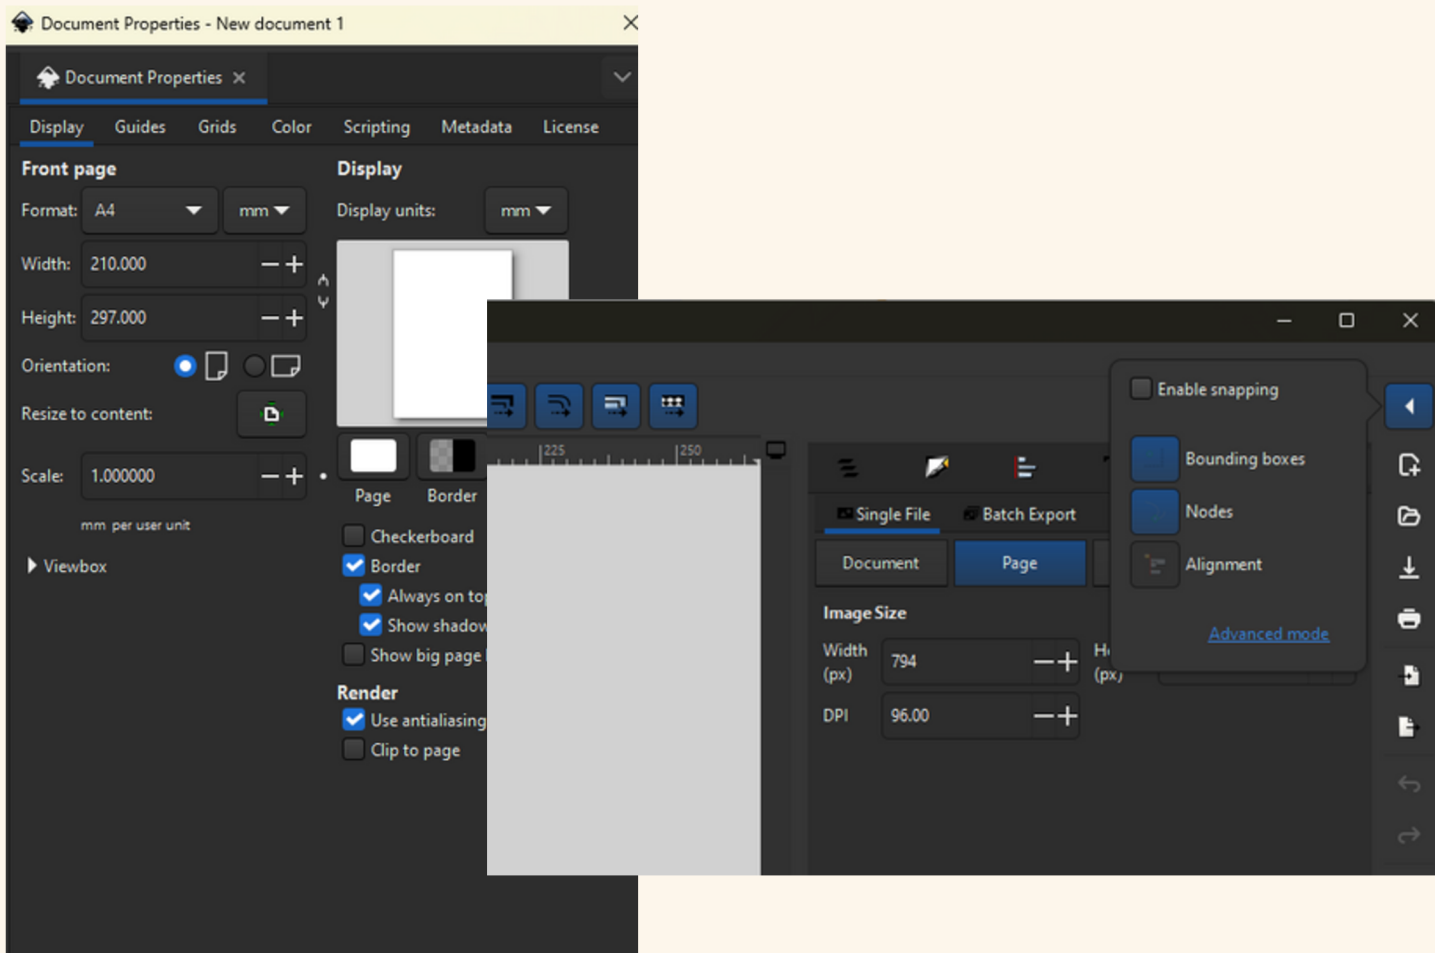 Document Properties - New document 1
Document Properties
Display Guides Grids Color Scripting Metadata License
Front page
Format: A4 mm
Width: 210.000
Height: 297.000
Orientation:
Resize to content:
Scale: 1.000000
mm per user unit
Viewbox
Display
Display units: mm
Page Border
Checkerboard
Border
Always on top
Show shadow
Show big page
Render
Use antialiasing
Clip to page
225 250
Single File Batch Export
Document Page
Image Size
Width
(px)
794
(px)
DPI 96.00
Enable snapping
Bounding boxes
Nodes
Alignment
Advanced mode